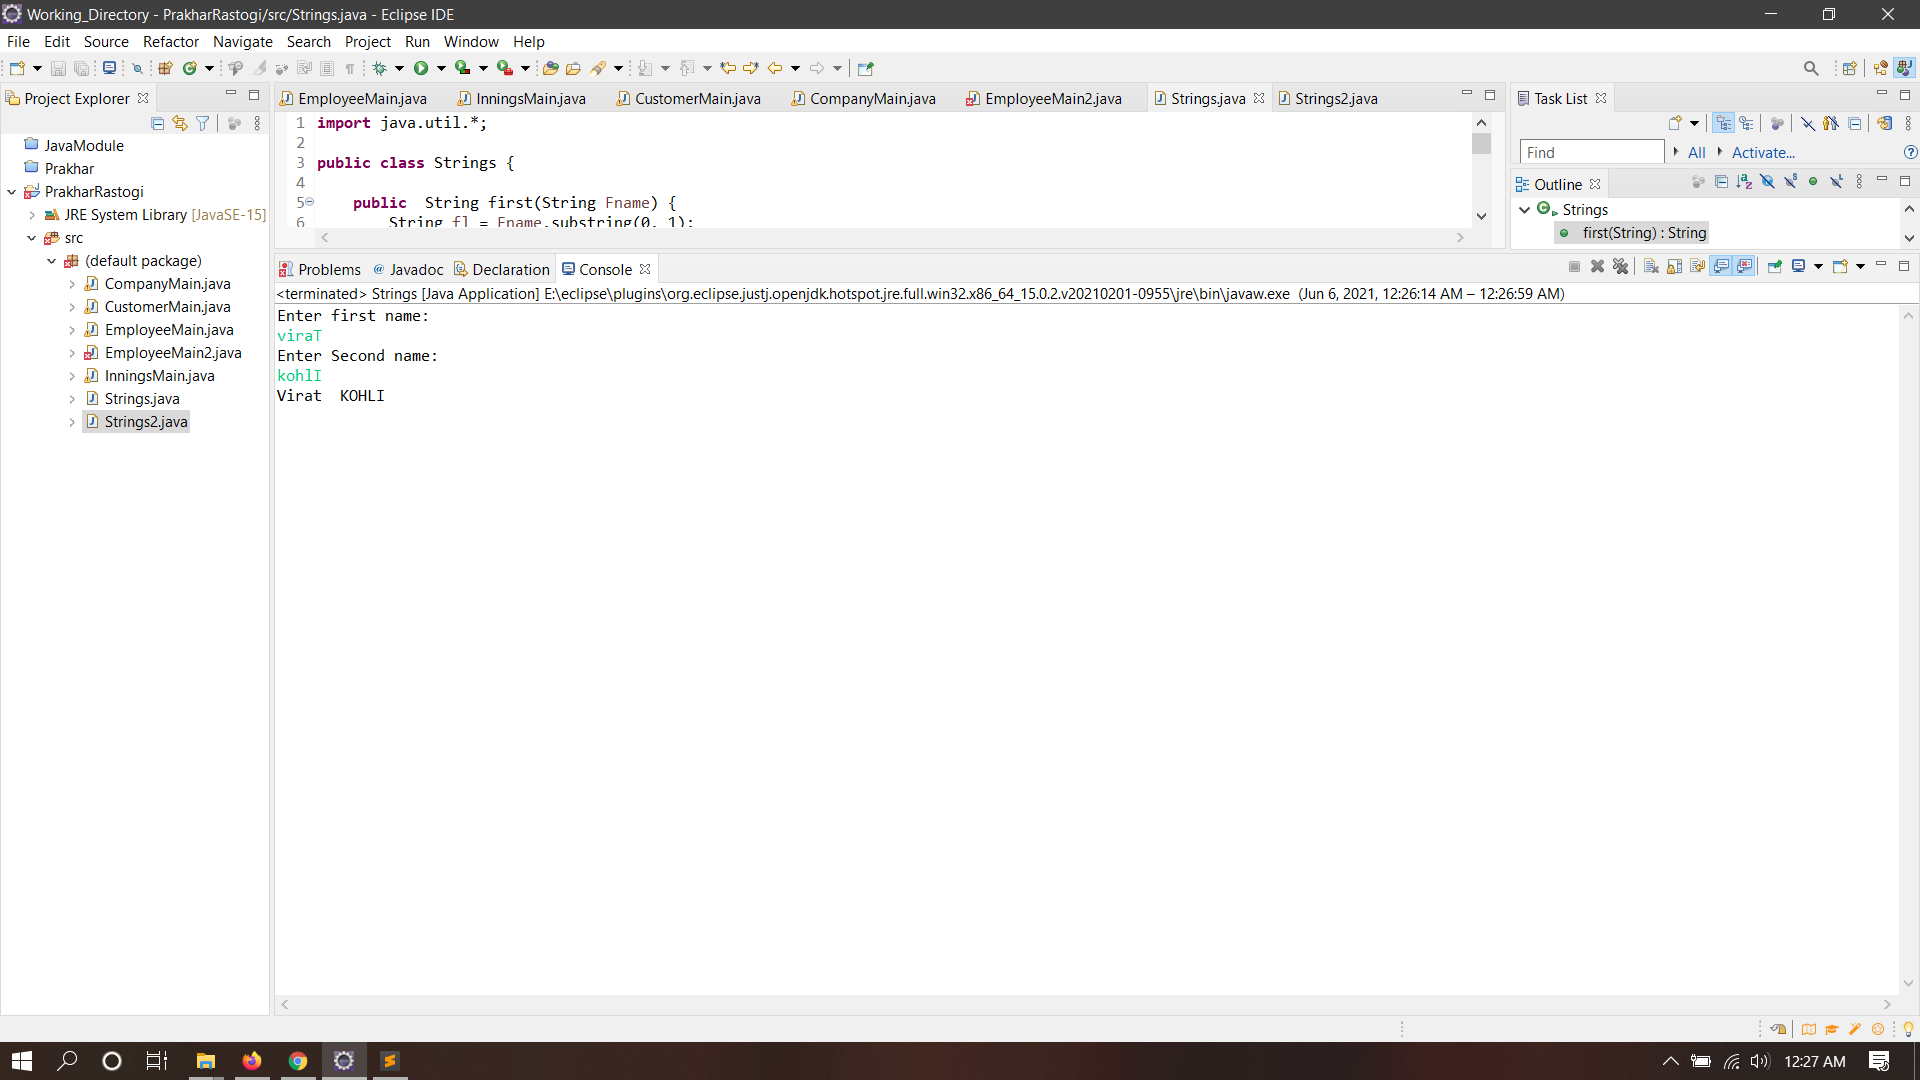 Working_Directory - PrakharRastogi/src/Strings.java - Eclipse IDE
File Edit Source Refactor Navigate Search Project Run Window Help
Project Explorer
JavaModule
Prakhar
PrakharRastogi
JRE System Library [JavaSE-15]
src
(default package)
CompanyMain.java
CustomerMain.java
EmployeeMain.java
EmployeeMain2.java
InningsMain.java
Strings.java
Strings2.java
EmployeeMain.java InningsMain.java CustomerMain.java CompanyMain.java EmployeeMain2.java Strings.java Strings2.java
1 import java.util.*;
2
3 public class Strings {
4
5 public  String first(String Fname) {
6 String fl = Fname.substring(0, 1);
Task List
Find All Activate...
Outline
Strings
first(String) : String
Problems @ Javadoc Declaration Console
<terminated> Strings [Java Application] E:\eclipse\plugins\org.eclipse.justj.openjdk.hotspot.jre.full.win32.x86_64_15.0.2.v20210201-0955\jre\bin\javaw.exe (Jun 6, 2021, 12:26:14 AM – 12:26:59 AM)
Enter first name:
viraT
Enter Second name:
kohlI
Virat  KOHLI
12:27 AM